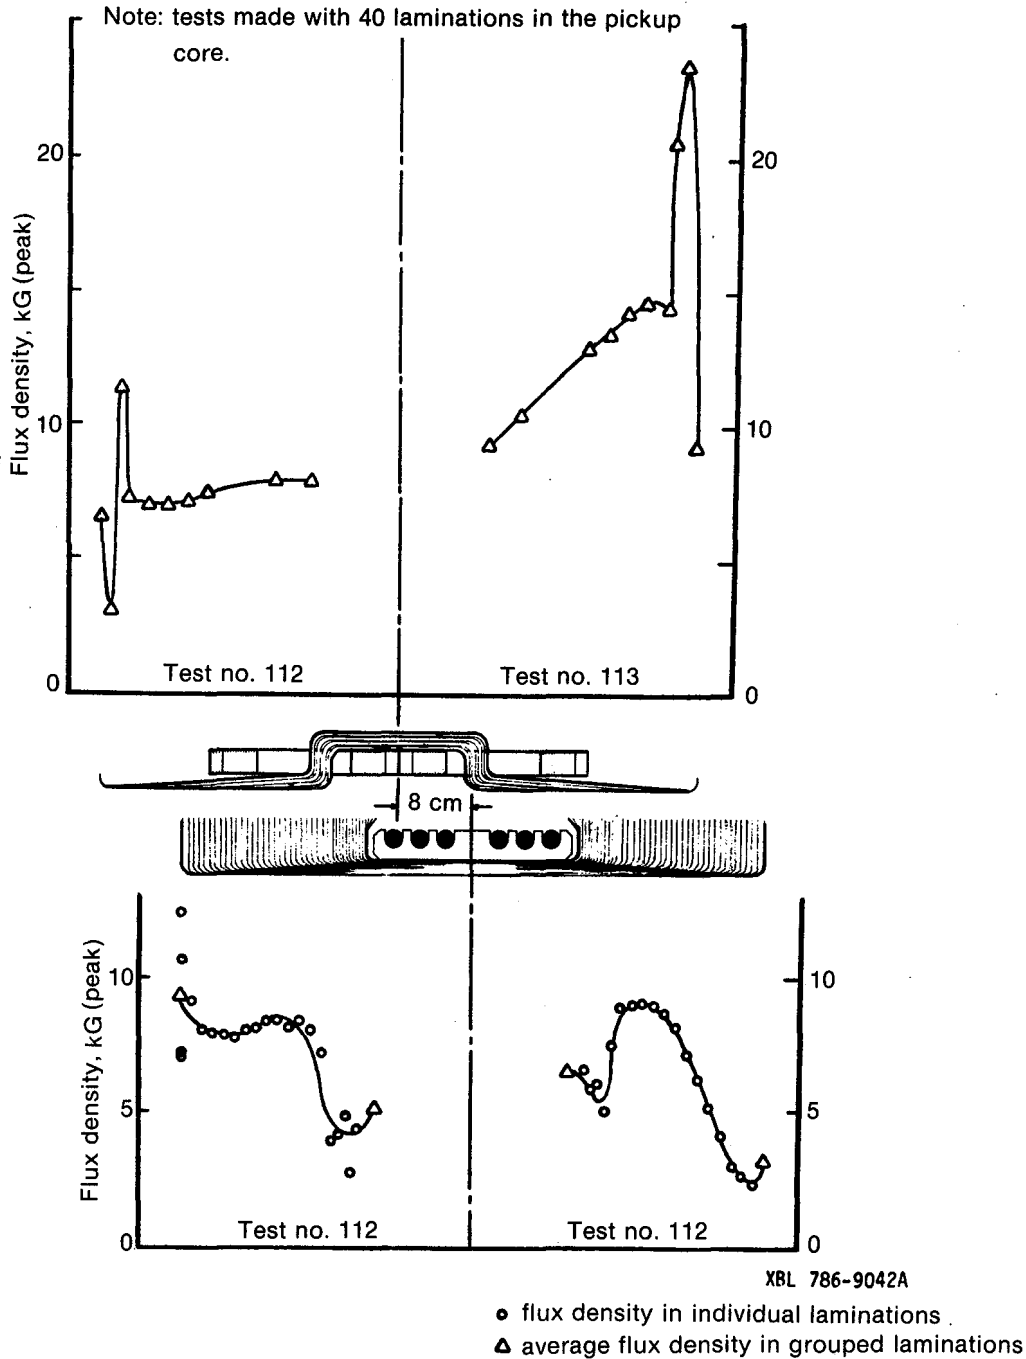 Note: tests made with 40 laminations in the pickup
core.
20
20
Flux density, kG (peak)
10
10
0
Test no. 112
Test no. 113
0
8 cm
Flux density, kG (peak)
10
10
5
5
0
Test no. 112
Test no. 112
0
XBL 786-9042A
flux density in individual laminations
average flux density in grouped laminations